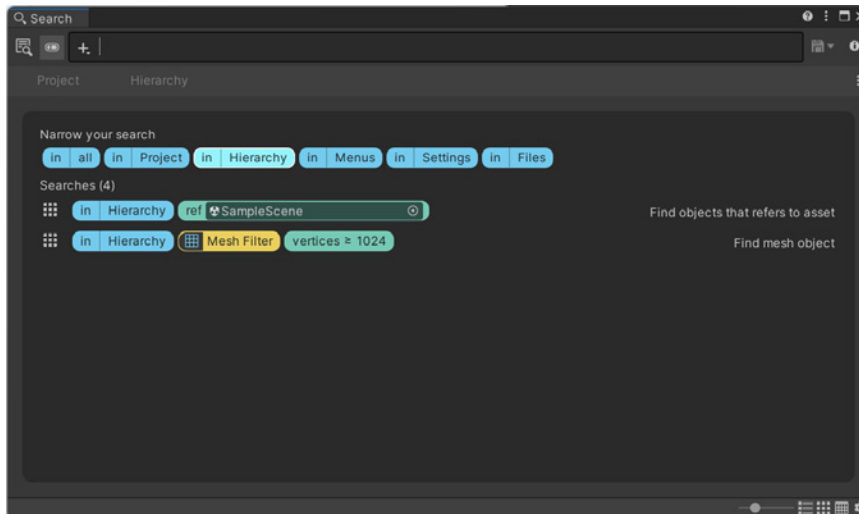 Search
Project Hierarchy
Narrow your search
in all in Project in Hierarchy in Menus in Settings in Files
Searches (4)
in Hierarchy ref SampleScene Find objects that refers to asset
in Hierarchy Mesh Filter vertices ≥ 1024 Find mesh object